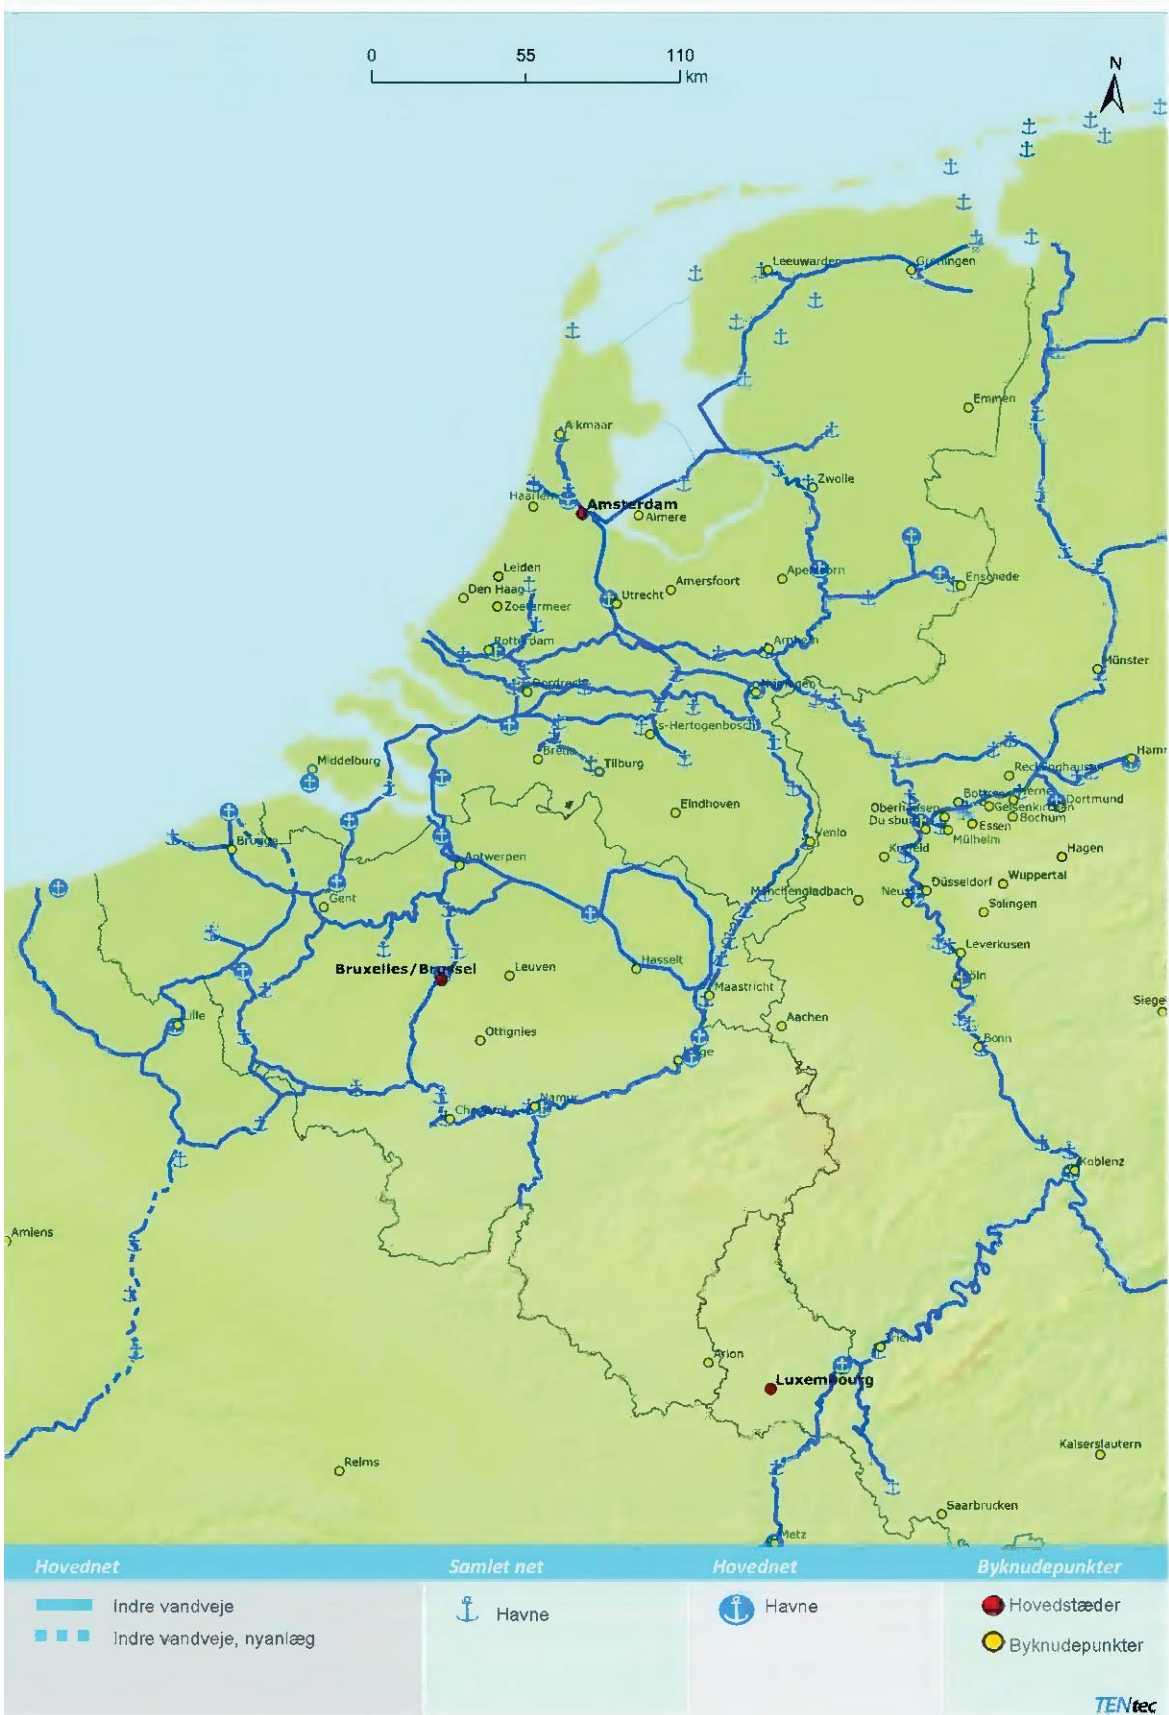 0 55 110
km
N
Leeuwarden
Groningen
Emmen
Alkmaar
Zwolle
Haarlem
Amsterdam
Almere
Leiden
Den Haag
Zoetermeer
Amersfoort
Apeldoorn
Enschede
Utrecht
Rotterdam
Arnhem
Münster
Dordrecht
Nijmegen
s-Hertogenbosch
Middelburg
Breda
Tilburg
Eindhoven
Recklinghausen
Hamm
Bottrop
Herne
Dortmund
Oberhausen
Gelsenkirchen
Duisburg
Essen
Bochum
Mülheim
Brugge
Antwerpen
Venlo
Krefeld
Hagen
Gent
Mönchengladbach
Neuss
Düsseldorf
Wuppertal
Solingen
Leverkusen
Bruxelles/Brussel
Leuven
Hasselt
Köln
Maastricht
Aachen
Siege
Lille
Ottignies
Bonn
Liège
Namur
Charleroi
Koblenz
Amiens
Trier
Arlon
Luxembourg
Reims
Kaiserslautern
Saarbrucken
Metz
Hovednet
Samlet net
Hovednet
Byknudepunkter
Indre vandveje
Indre vandveje, nyanlæg
Havne
Havne
Hovedstæder
Byknudepunkter
TENtec